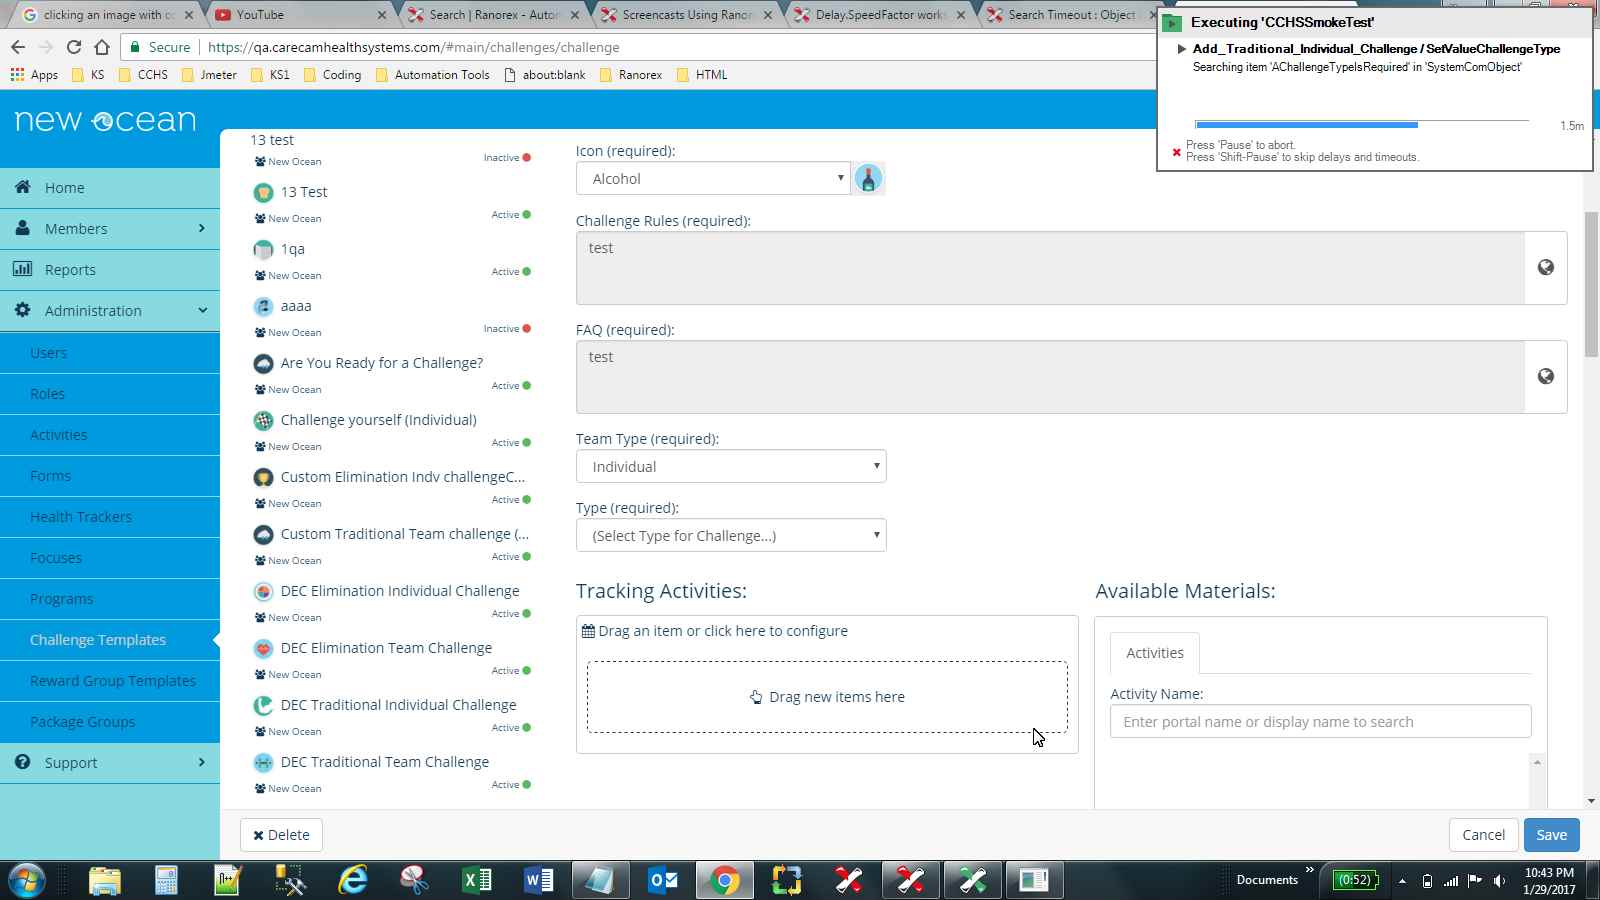 clicking an image with oc
YouTube
Search | Ranorex - Autom
Screencasts Using Ranor
Delay.SpeedFactor works
Search Timeout : Object
Executing 'CCHSSmokeTest'
Add_Traditional_Individual_Challenge / SetValueChallengeType
Searching item 'AChallengeTypeIsRequired' in 'SystemComObject'
1.5m
Press 'Pause' to abort.
Press 'Shift-Pause' to skip delays and timeouts.
Secure
https://qa.carecamhealthsystems.com/#main/challenges/challenge
Apps
KS
CCHS
Jmeter
KS1
Coding
Automation Tools
about:blank
Ranorex
HTML
new ocean
Home
Members
Reports
Administration
Users
Roles
Activities
Forms
Health Trackers
Focuses
Programs
Challenge Templates
Reward Group Templates
Package Groups
Support
13 test
New Ocean
Inactive
13 Test
New Ocean
Active
1qa
New Ocean
Active
aaaa
New Ocean
Inactive
Are You Ready for a Challenge?
New Ocean
Active
Challenge yourself (Individual)
New Ocean
Active
Custom Elimination Indv challengeC...
New Ocean
Active
Custom Traditional Team challenge (...
New Ocean
Active
DEC Elimination Individual Challenge
New Ocean
Active
DEC Elimination Team Challenge
New Ocean
Active
DEC Traditional Individual Challenge
New Ocean
Active
DEC Traditional Team Challenge
New Ocean
Active
Icon (required):
Alcohol
Challenge Rules (required):
test
FAQ (required):
test
Team Type (required):
Individual
Type (required):
(Select Type for Challenge...)
Tracking Activities:
Drag an item or click here to configure
Drag new items here
Available Materials:
Activities
Activity Name:
Enter portal name or display name to search
Delete
Cancel
Save
Documents
(0:52)
10:43 PM
1/29/2017